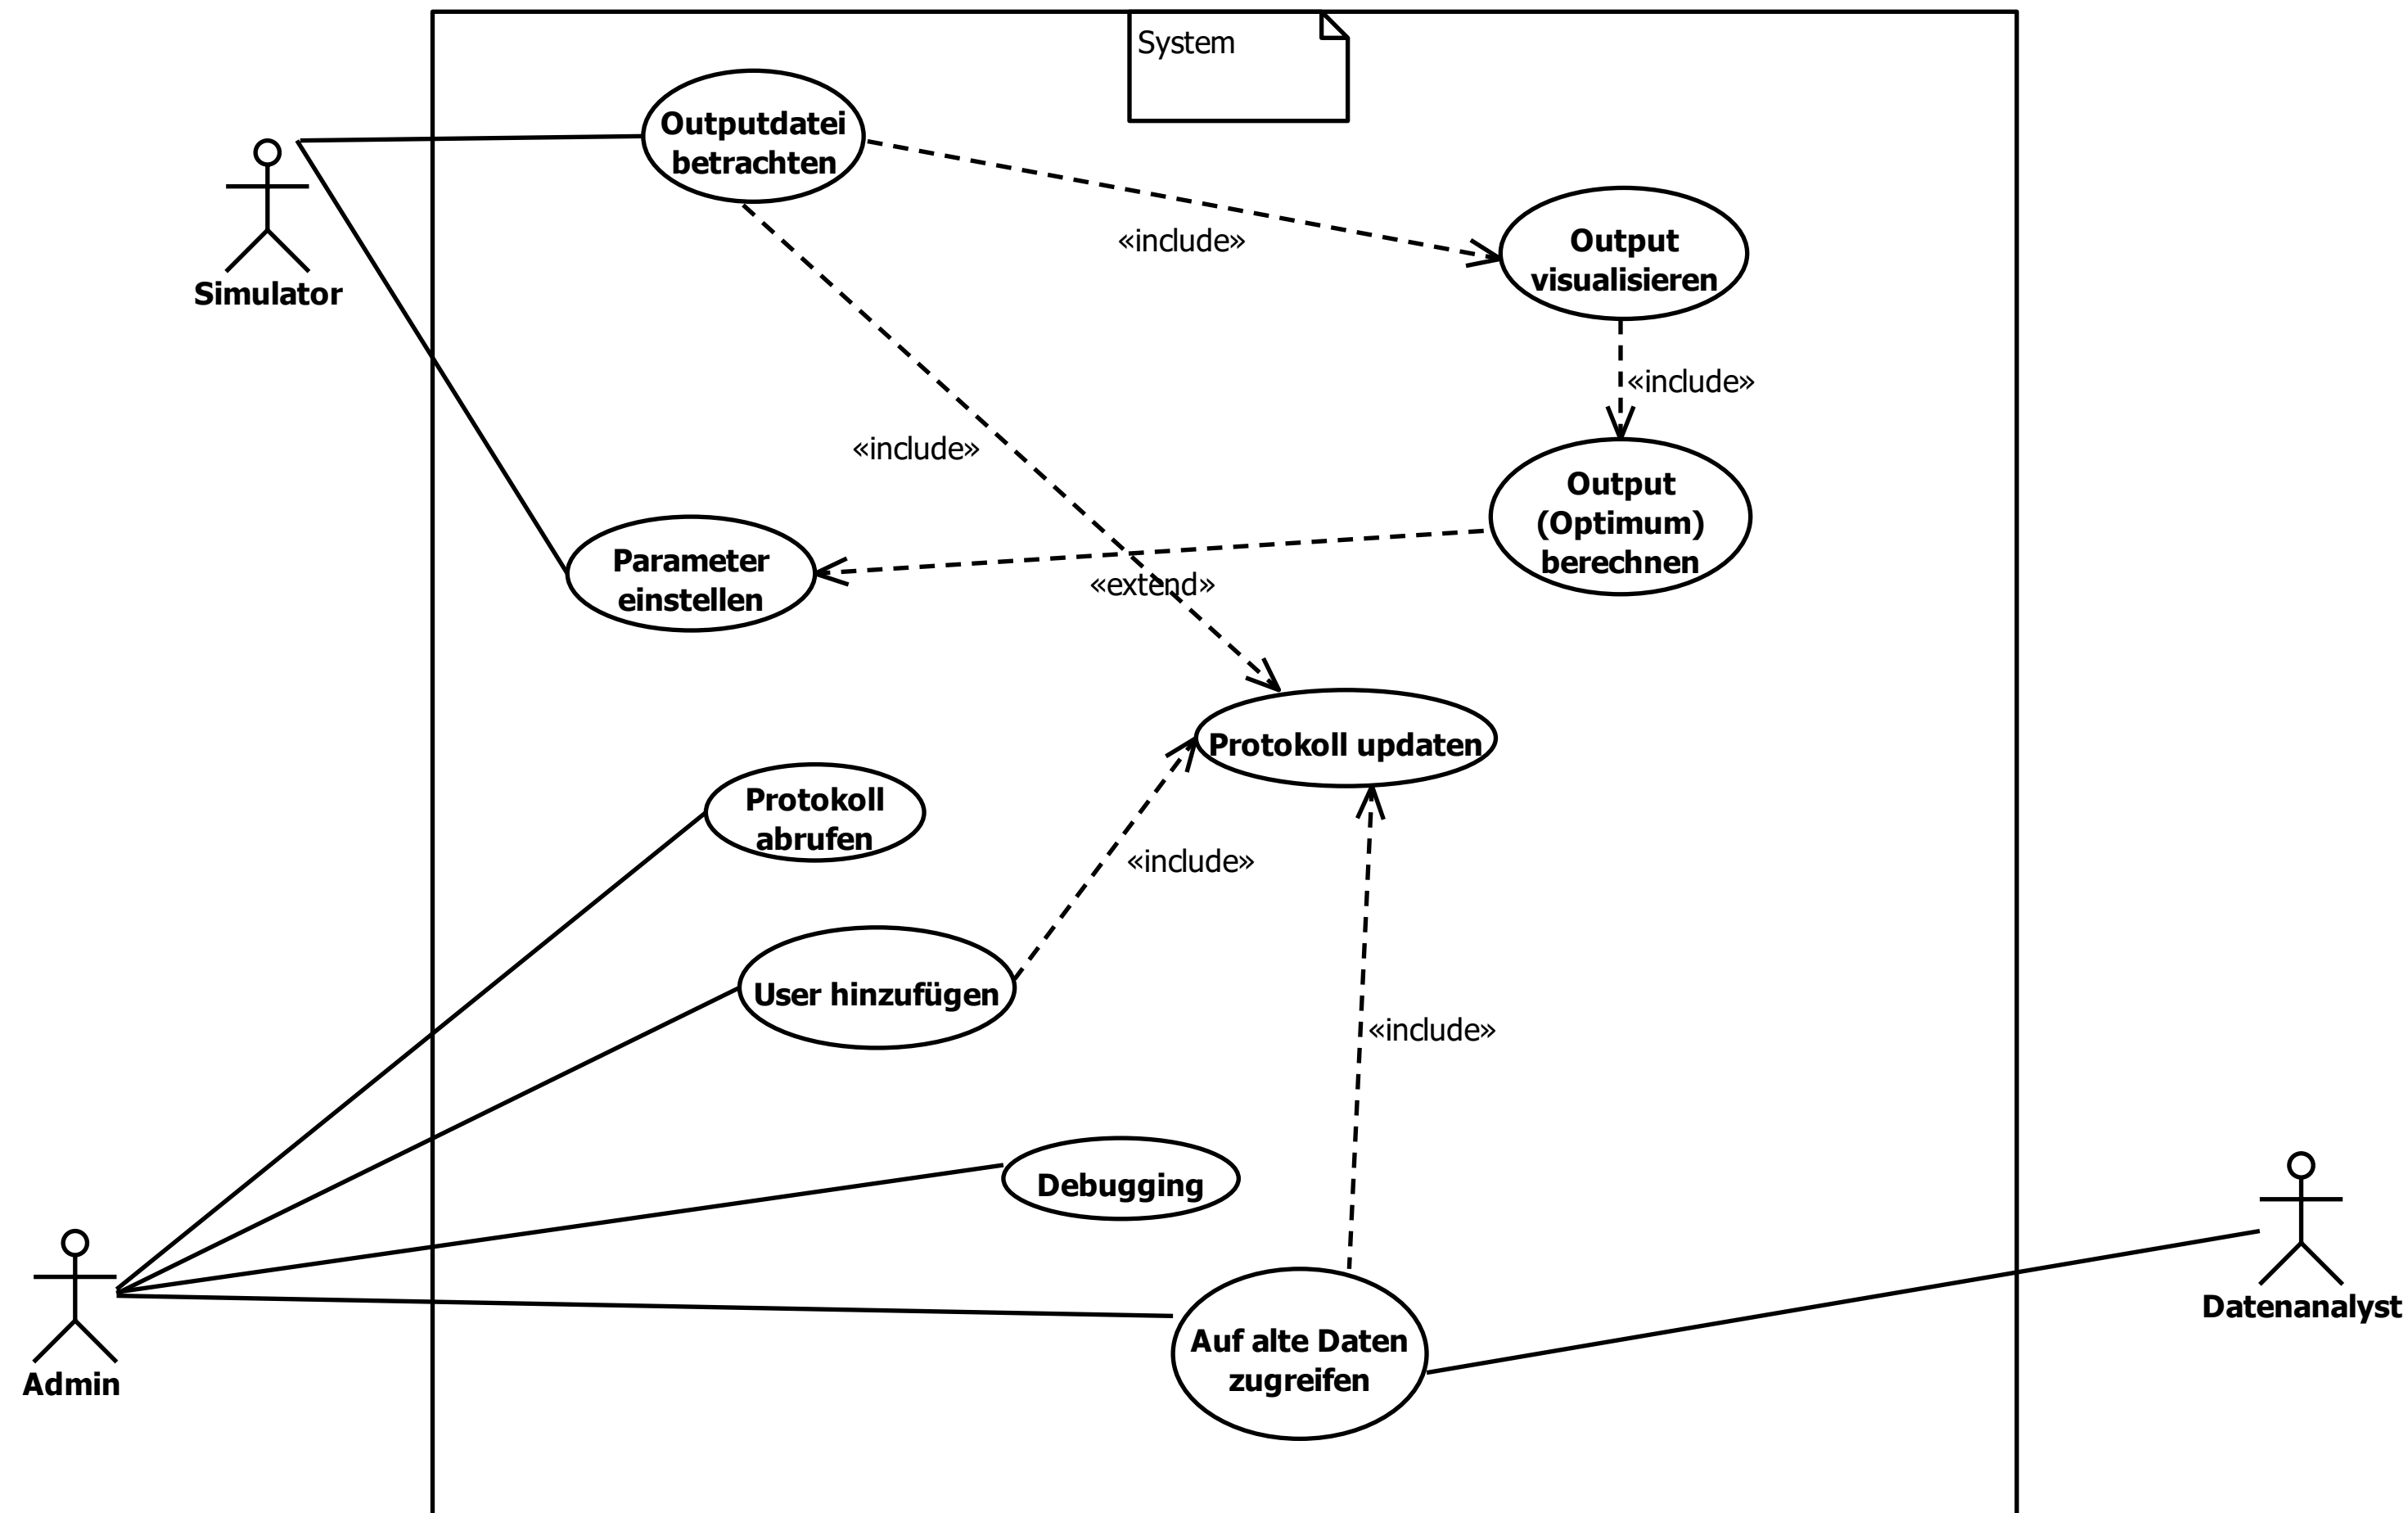 System
Outputdatei
betrachten
«include»
Output
visualisieren
Simulator
«include»
«include»
Output
(Optimum)
berechnen
Parameter
einstellen
«extend»
Protokoll updaten
Protokoll
abrufen
«include»
User hinzufügen
«include»
Debugging
Datenanalyst
Auf alte Daten
zugreifen
Admin